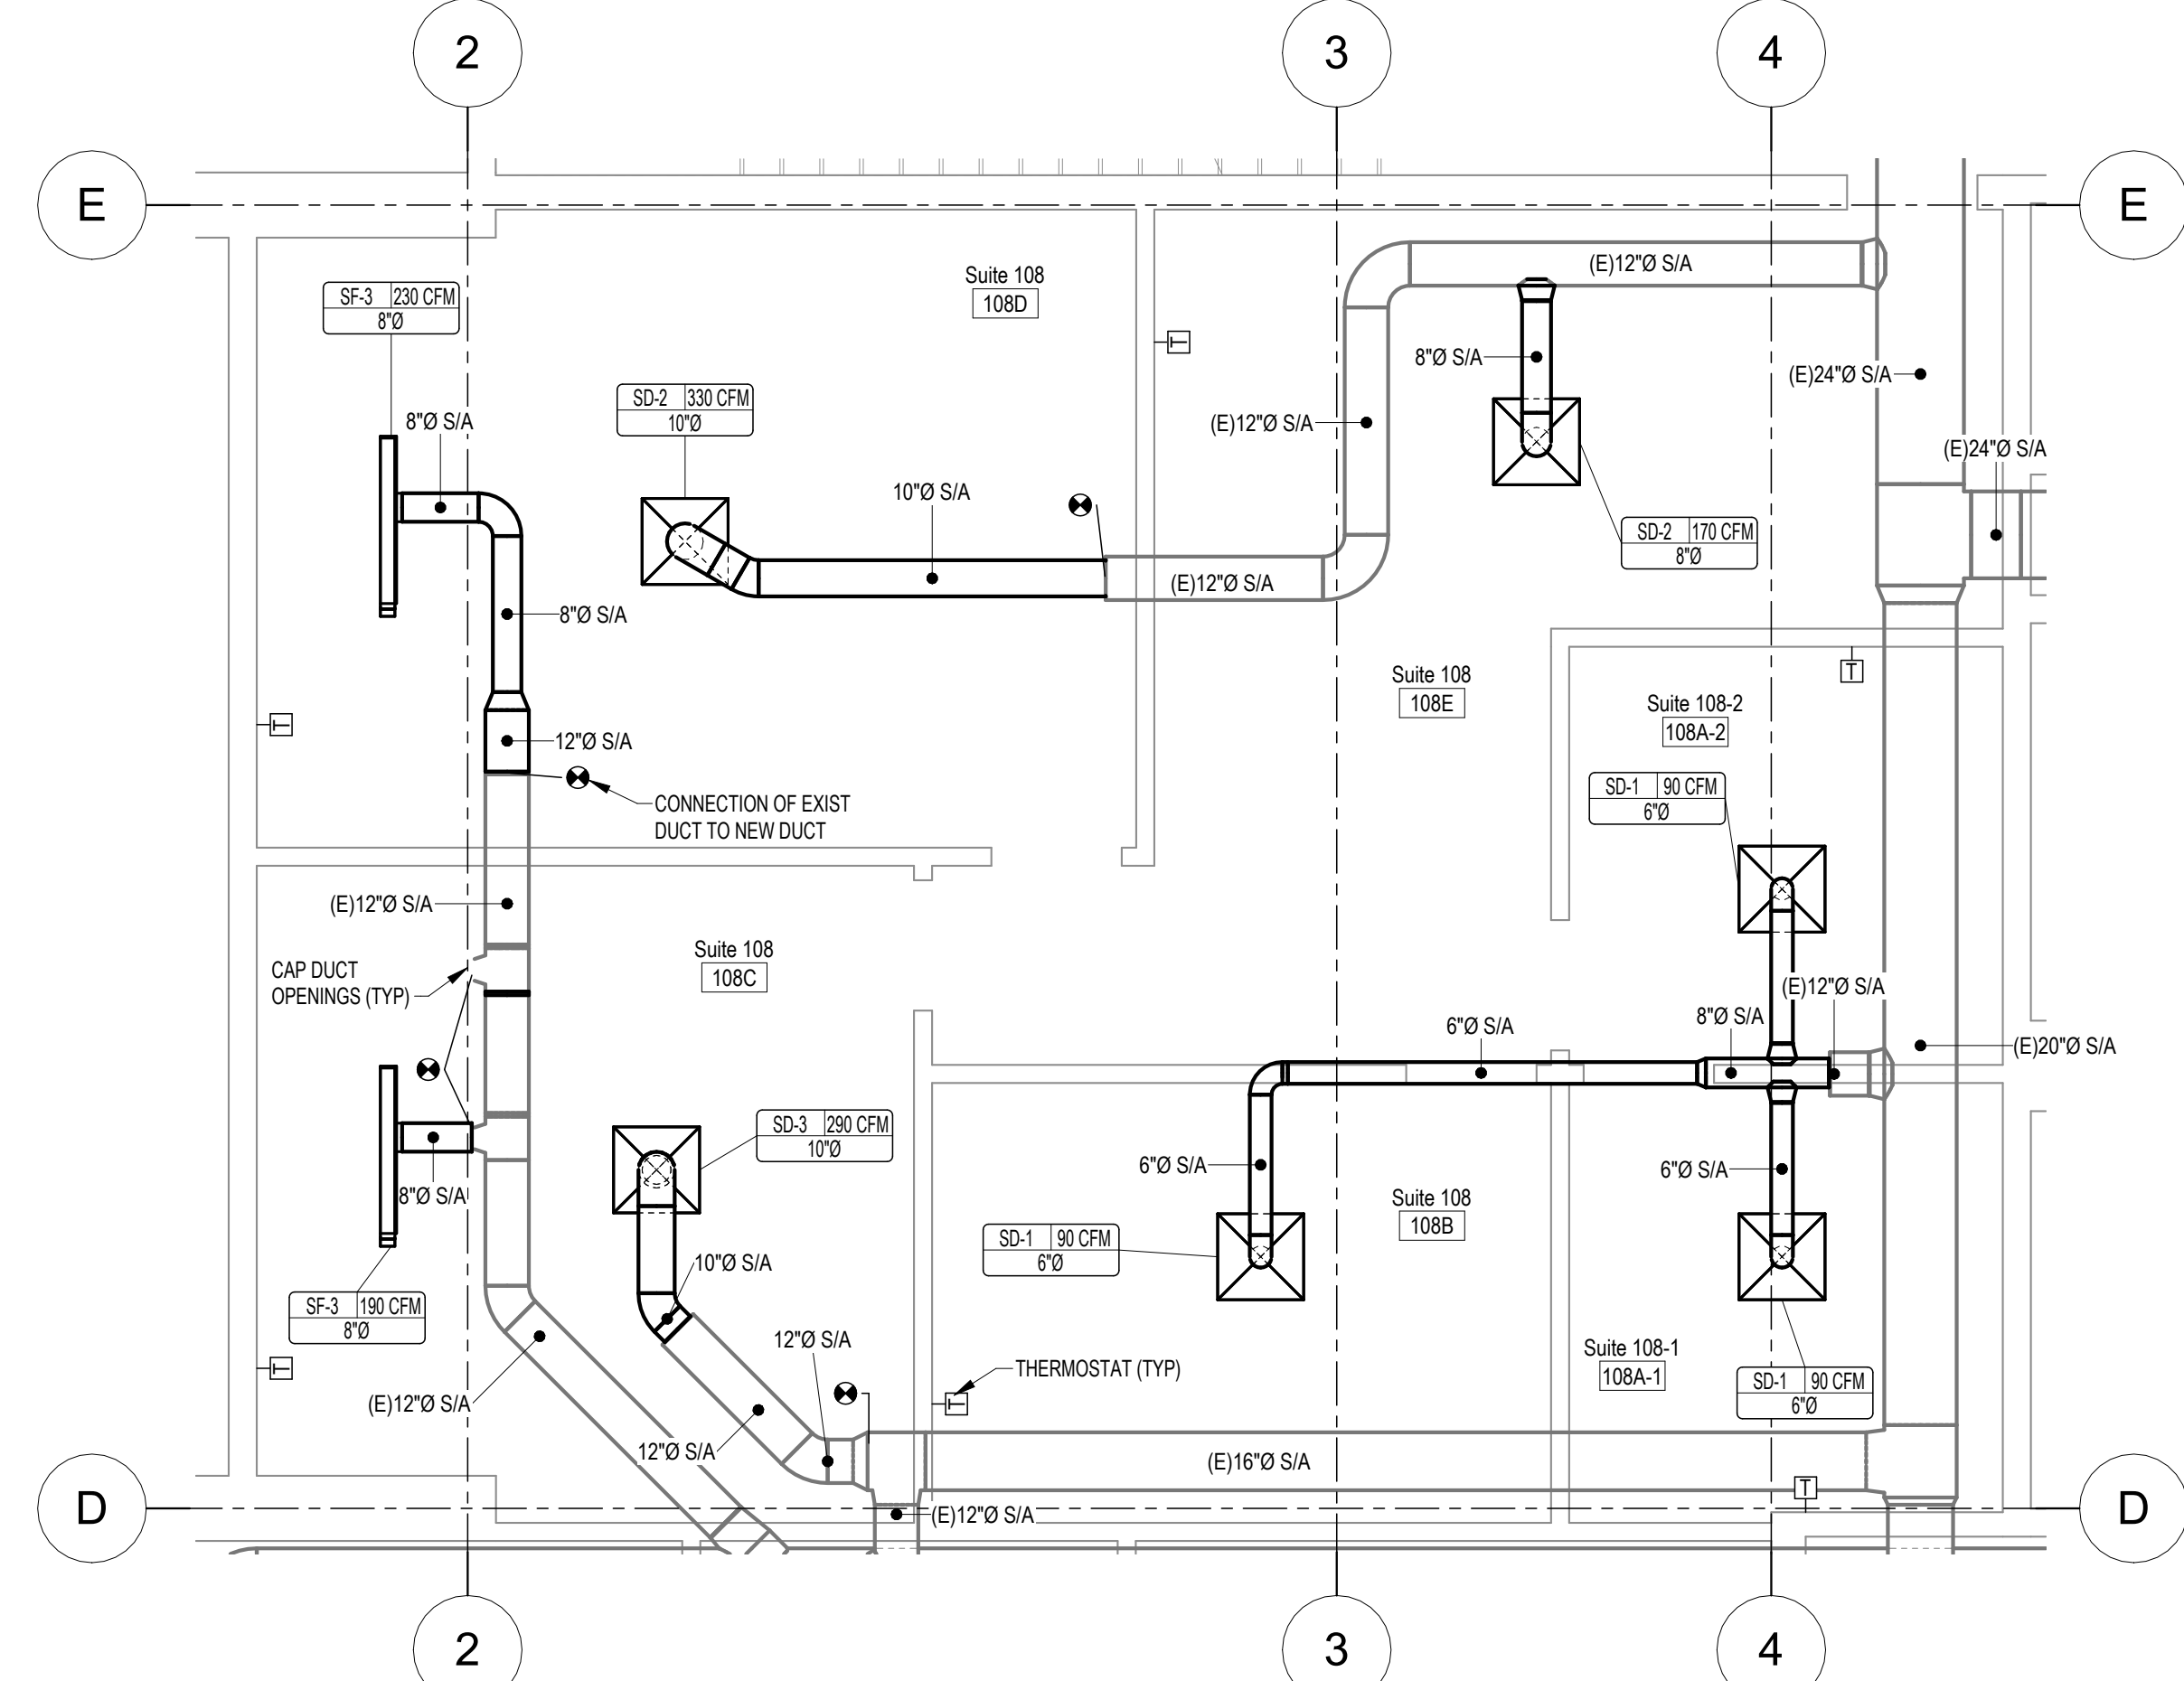 2
3
4
E
E
Suite 108
108D
(E)12"Ø S/A
SF-3 230 CFM
8"Ø
8"Ø S/A
(E)24"Ø S/A
SD-2 330 CFM
10"Ø
8"Ø S/A
(E)12"Ø S/A
(E)24"Ø S/A
10"Ø S/A
SD-2 170 CFM
8"Ø
(E)12"Ø S/A
8"Ø S/A
T
T
T
Suite 108
108E
Suite 108-2
108A-2
12"Ø S/A
CONNECTION OF EXIST
DUCT TO NEW DUCT
SD-1 90 CFM
6"Ø
(E)12"Ø S/A
Suite 108
108C
CAP DUCT
OPENINGS (TYP)
(E)12"Ø S/A
8"Ø S/A
6"Ø S/A
(E)20"Ø S/A
SD-3 290 CFM
10"Ø
6"Ø S/A
6"Ø S/A
8"Ø S/A
Suite 108
108B
SD-1 90 CFM
6"Ø
10"Ø S/A
SF-3 190 CFM
8"Ø
12"Ø S/A
THERMOSTAT (TYP)
T
T
Suite 108-1
108A-1
SD-1 90 CFM
6"Ø
(E)12"Ø S/A
12"Ø S/A
(E)16"Ø S/A
T
D
(E)12"Ø S/A
D
2
3
4